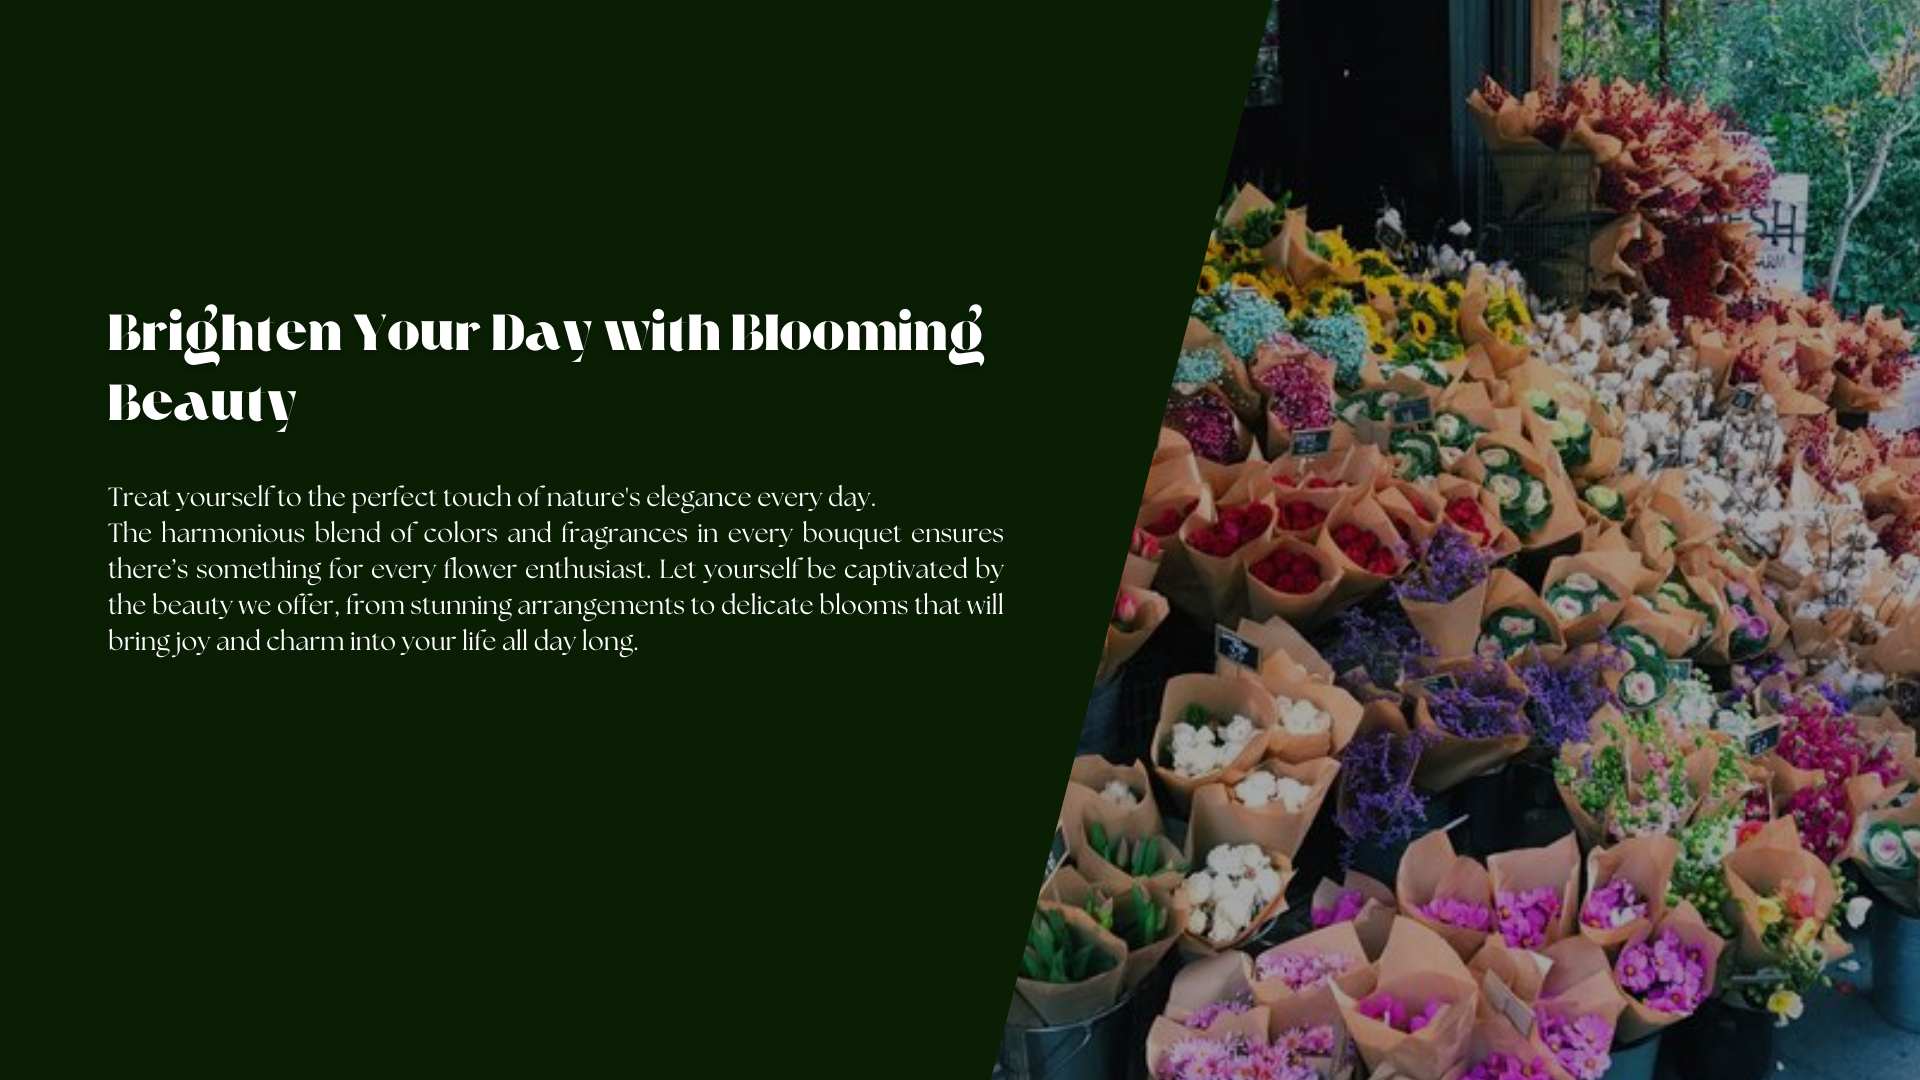 Brighten Your Day with Blooming
Beauty
Treat yourself to the perfect touch of nature's elegance every day.
The harmonious blend of colors and fragrances in every bouquet ensures
there’s something for every flower enthusiast. Let yourself be captivated by
the beauty we offer, from stunning arrangements to delicate blooms that will
bring joy and charm into your life all day long.